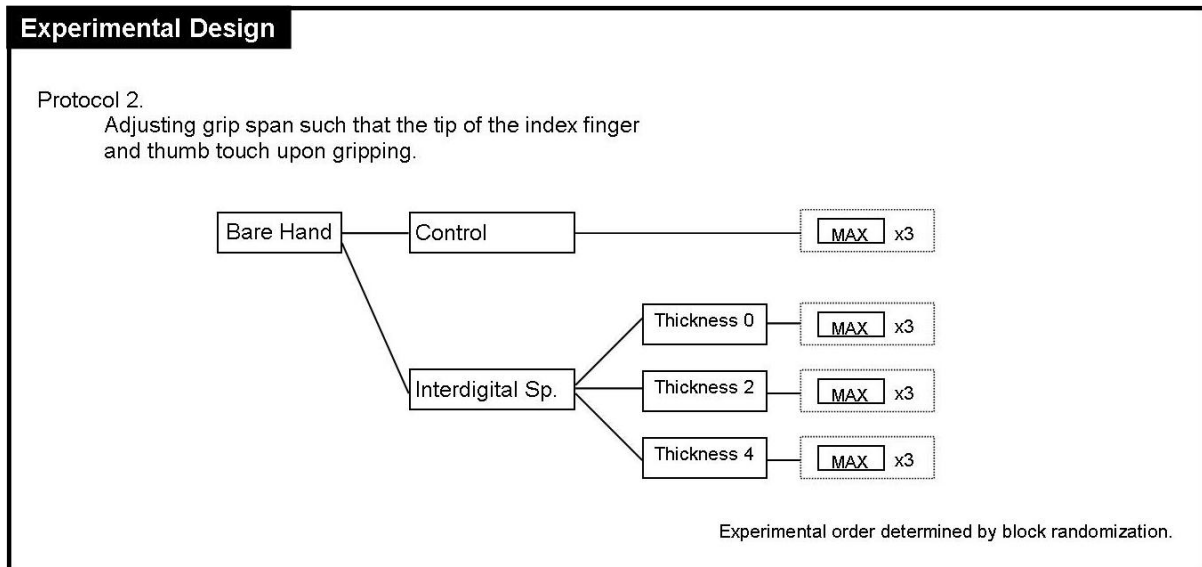 Experimental Design
Protocol 2.
Adjusting grip span such that the tip of the index finger
and thumb touch upon gripping.
Bare Hand
Control
MAX x3
Thickness 0
MAX x3
Interdigital Sp.
Thickness 2
MAX x3
Thickness 4
MAX x3
Experimental order determined by block randomization.